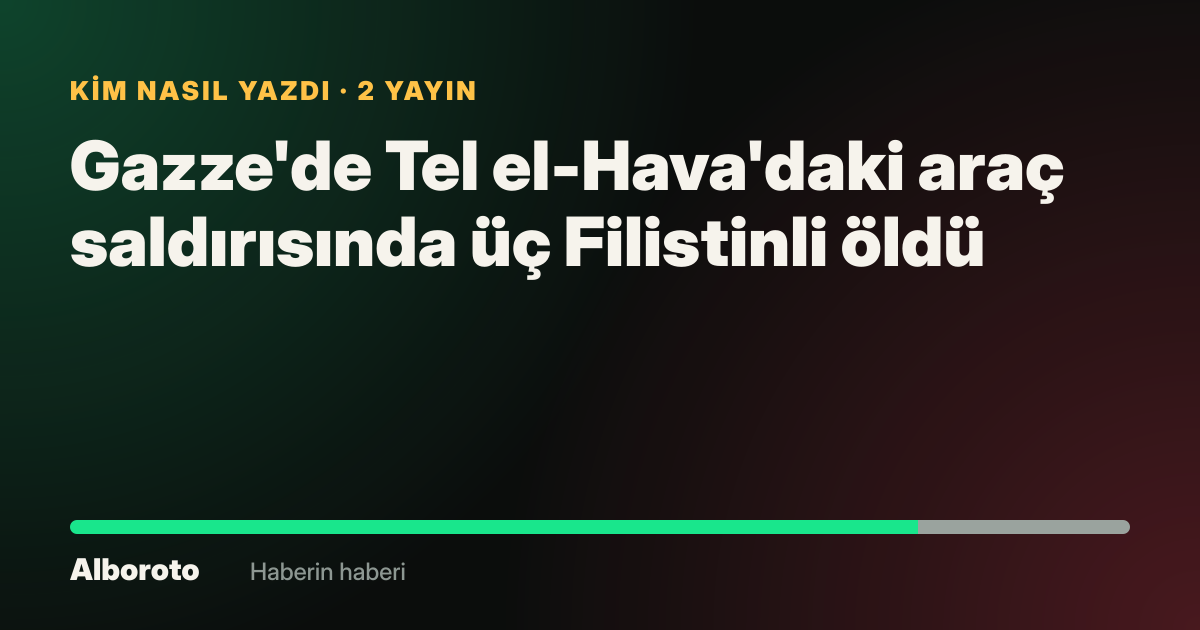 KİM NASIL YAZDI · 2 YAYIN
Gazze'de Tel el-Hava'daki araç
saldırısında üç Filistinli öldü
Alboroto
Haberin haberi